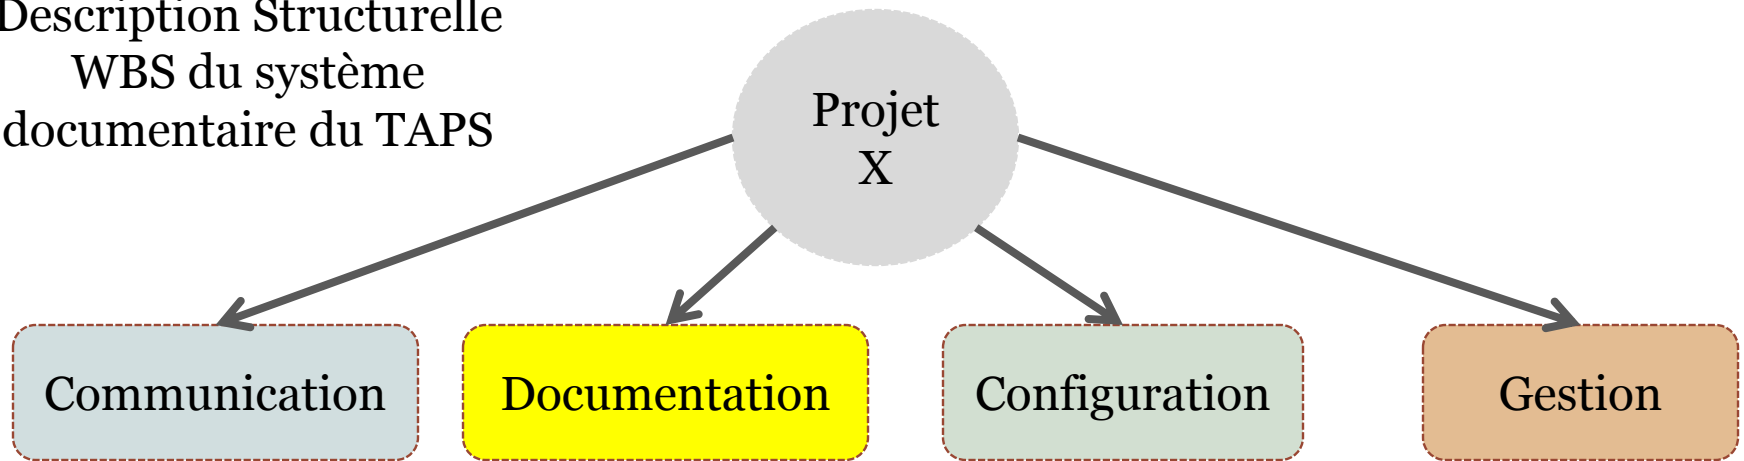 Description Structurelle
WBS du système
documentaire du TAPS
Projet
X
Communication
Documentation
Configuration
Gestion